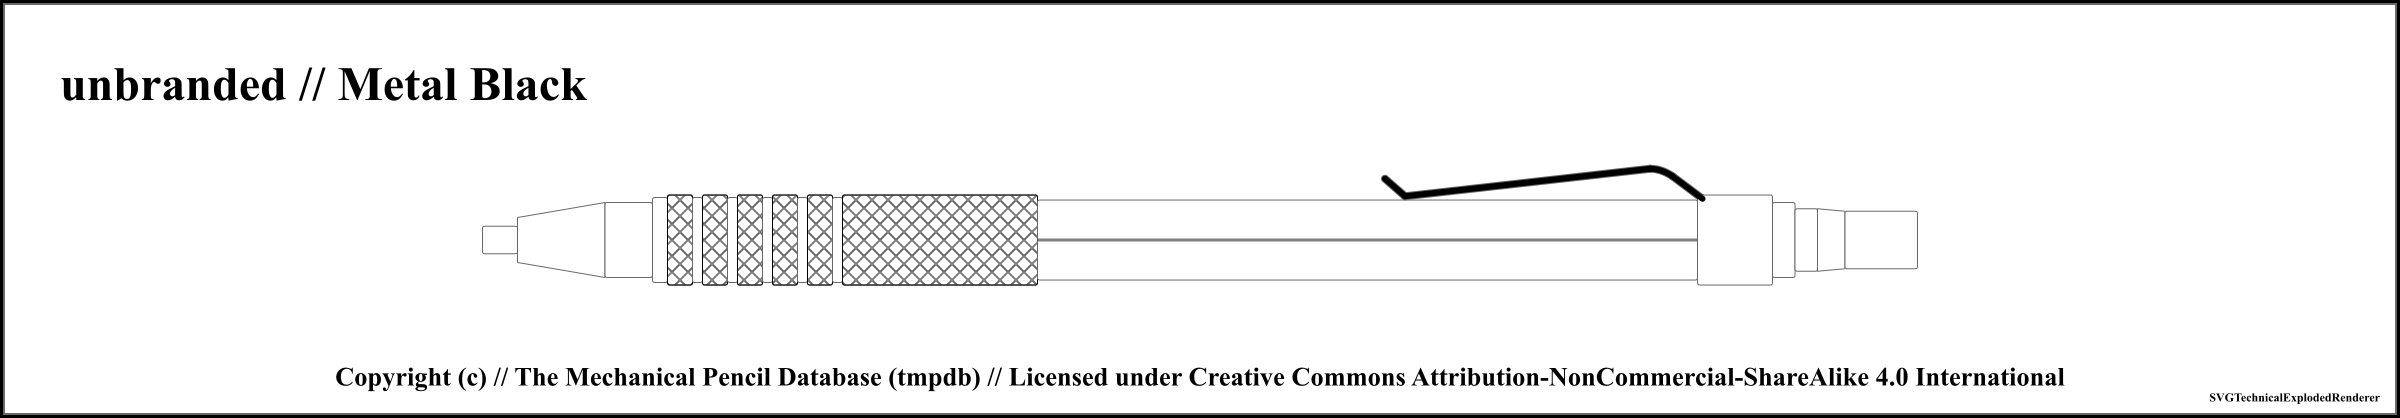 unbranded // Metal Black
Copyright (c) // The Mechanical Pencil Database (tmpdb) // Licensed under Creative Commons Attribution-NonCommercial-ShareAlike 4.0 International
SVGTechnicalExplodedRenderer